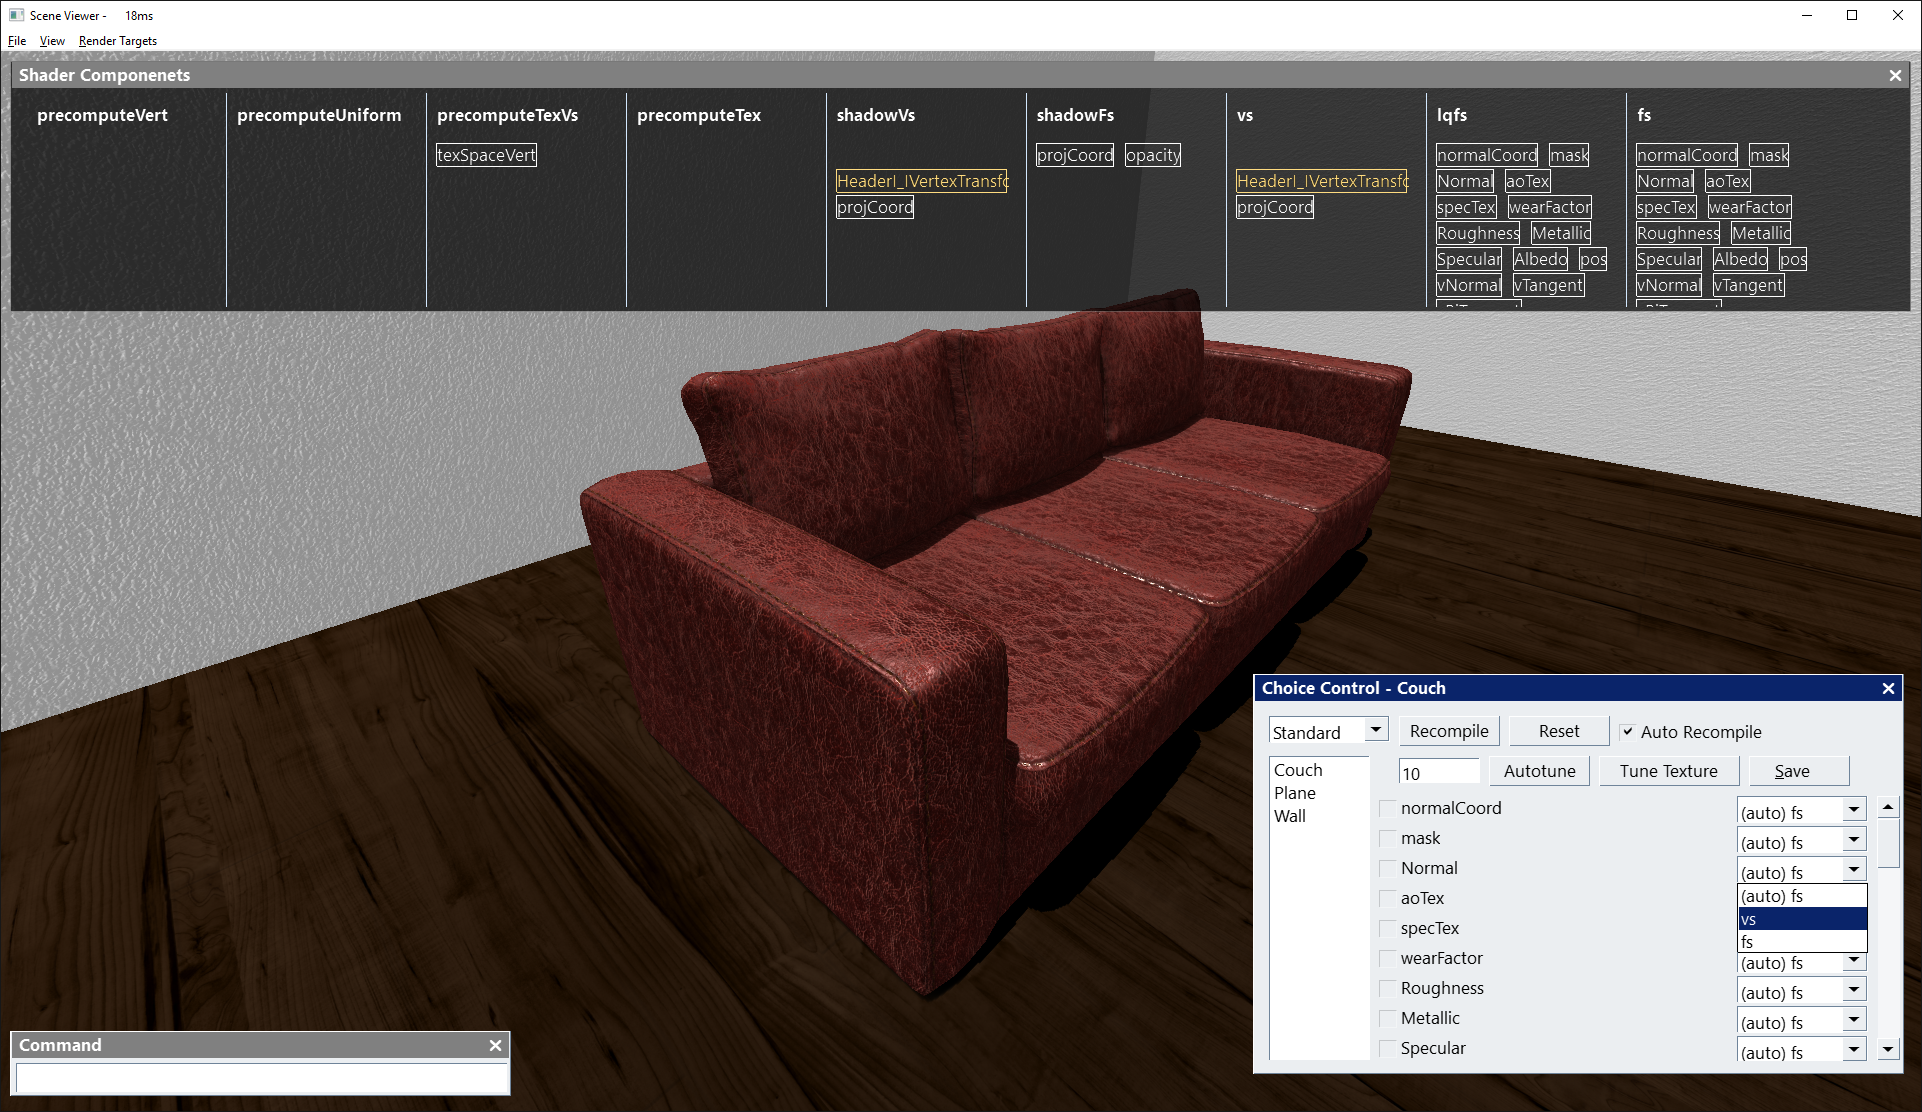 Scene Viewer - 18ms
File View Render Targets
Shader Componenets
precomputeVert precomputeUniform precomputeTexVs precomputeTex shadowVs shadowFs vs lqfs fs
texSpaceVert projCoord opacity normalCoord mask normalCoord mask
HeaderI_IVertexTransfo HeaderI_IVertexTransfo Normal aoTex Normal aoTex
projCoord projCoord specTex wearFactor specTex wearFactor
Roughness Metallic Roughness Metallic
Specular Albedo pos Specular Albedo pos
vNormal vTangent vNormal vTangent
Choice Control - Couch
Standard Recompile Reset Auto Recompile
Couch 10 Autotune Tune Texture Save
Plane
Wall
normalCoord (auto) fs
mask (auto) fs
Normal (auto) fs
aoTex (auto) fs
specTex vs
fs
wearFactor (auto) fs
Roughness (auto) fs
Metallic (auto) fs
Specular (auto) fs
Command